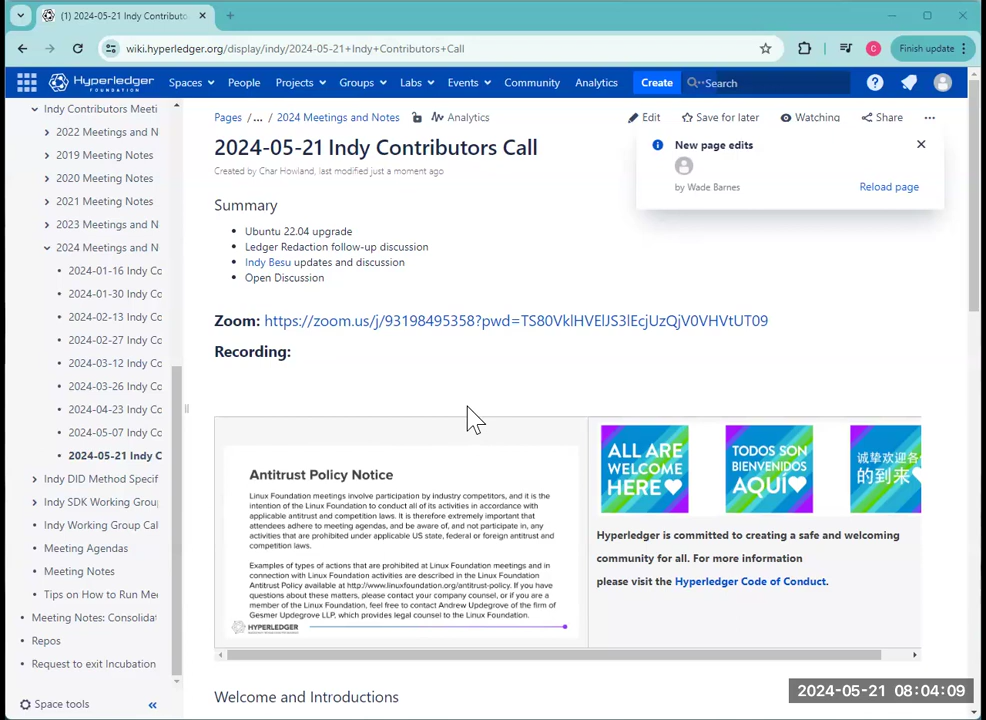 (1) 2024-05-21 Indy Contributo
wiki.hyperledger.org/display/indy/2024-05-21+Indy+Contributors+Call
Finish update
C
Hyperledger
FOUNDATION
Spaces
People
Projects
Groups
Labs
Events
Community
Analytics
Create
Search
Indy Contributors Meeti
2022 Meetings and N
2019 Meeting Notes
2020 Meeting Notes
2021 Meeting Notes
2023 Meetings and N
2024 Meetings and N
2024-01-16 Indy Co
2024-01-30 Indy Co
2024-02-13 Indy Co
2024-02-27 Indy Co
2024-03-12 Indy Co
2024-03-26 Indy Co
2024-04-23 Indy Co
2024-05-07 Indy Co
2024-05-21 Indy C
Indy DID Method Specif
Indy SDK Working Group
Indy Working Group Cal
Meeting Agendas
Meeting Notes
Tips on How to Run Me
Meeting Notes: Consolidat
Repos
Request to exit Incubation
Space tools
Pages /... / 2024 Meetings and Notes
Analytics
Edit
Save for later
Watching
Share
New page edits
by Wade Barnes
Reload page
2024-05-21 Indy Contributors Call
Created by Char Howland, last modified just a moment ago
Summary
Ubuntu 22.04 upgrade
Ledger Redaction follow-up discussion
Indy Besu updates and discussion
Open Discussion
Zoom: https://zoom.us/j/93198495358?pwd=TS80VklHVElJS3lEcjUzQjV0VHVtUT09
Recording:
Antitrust Policy Notice
Linux Foundation meetings involve participation by industry competitors, and it is the
intention of the Linux Foundation to conduct all of its activities in accordance with
applicable antitrust and competition laws. It is therefore extremely important that
attendees adhere to meeting agendas, and be aware of, and not participate in, any
activities that are prohibited under applicable US state, federal or foreign antitrust and
competition laws.
Examples of types of actions that are prohibited at Linux Foundation meetings and in
connection with Linux Foundation activities are described in the Linux Foundation
Antitrust Policy available at http://www.linuxfoundation.org/antitrust-policy. If you have
questions about these matters, please contact your company counsel, or if you are a
member of the Linux Foundation, feel free to contact Andrew Updegrove of the firm of
Gesmer Updegrove LLP, which provides legal counsel to the Linux Foundation.
HYPERLEDGER
ALL ARE
WELCOME
HERE
TODOS SON
BIENVENIDOS
AQUÍ
诚挚欢迎各
的到来
Hyperledger is committed to creating a safe and welcoming
community for all. For more information
please visit the Hyperledger Code of Conduct.
Welcome and Introductions
2024-05-21 08:04:09